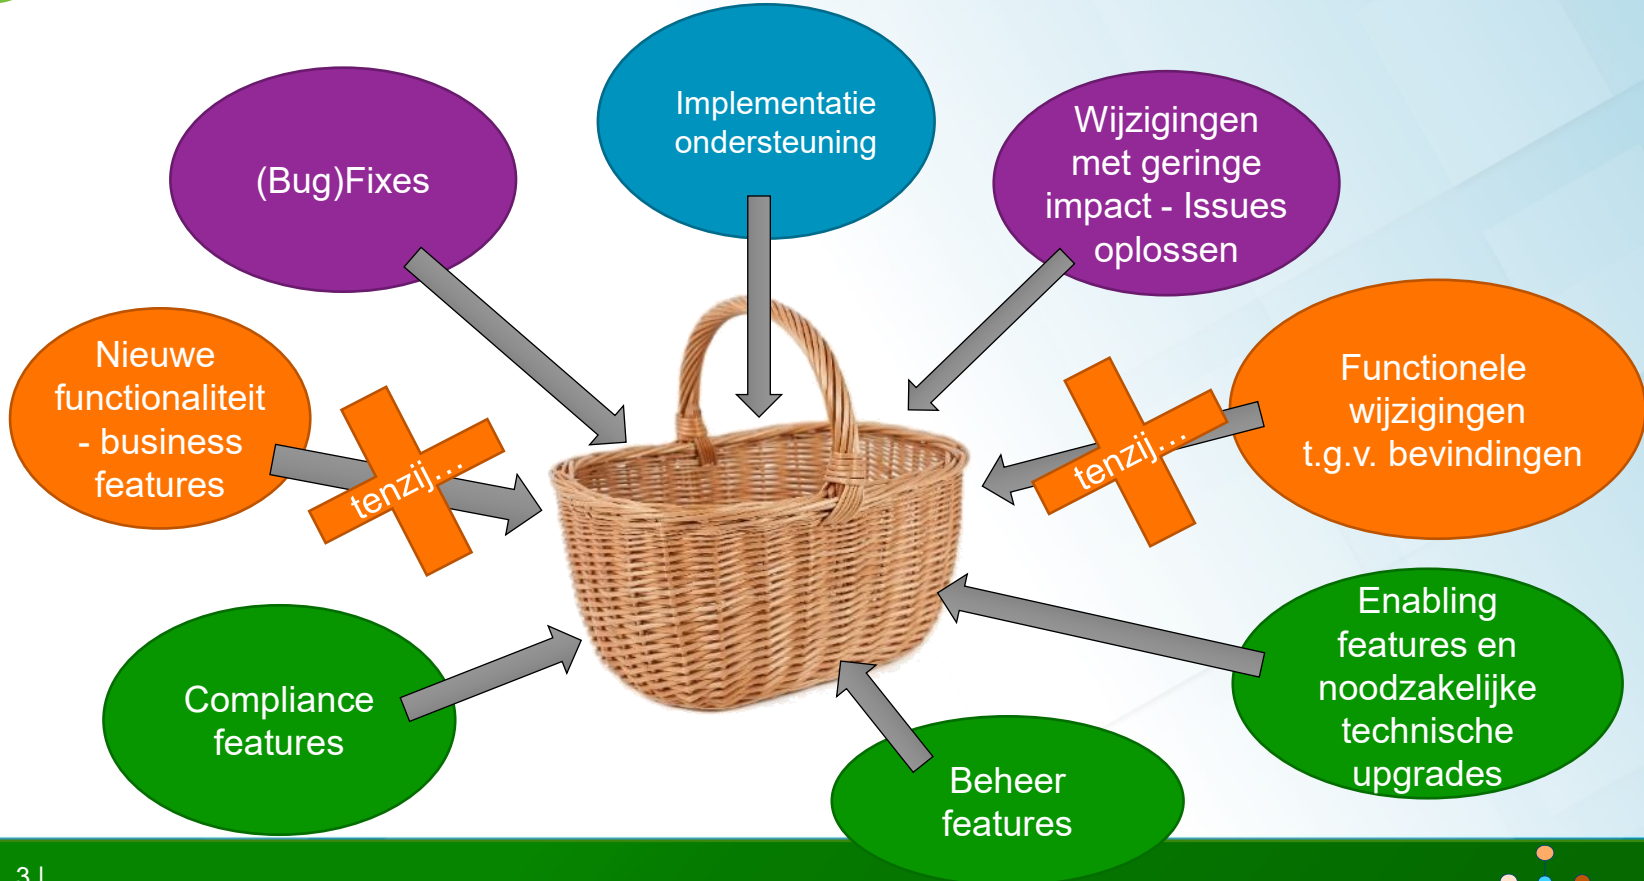 Implementatie
ondersteuning
(Bug)Fixes
Wijzigingen
met geringe
impact - Issues
oplossen
Nieuwe
functionaliteit
- business
features
tenzij...
tenzij...
Functionele
wijzigingen
t.g.v. bevindingen
Compliance
features
Beheer
features
Enabling
features en
noodzakelijke
technische
upgrades
3 |